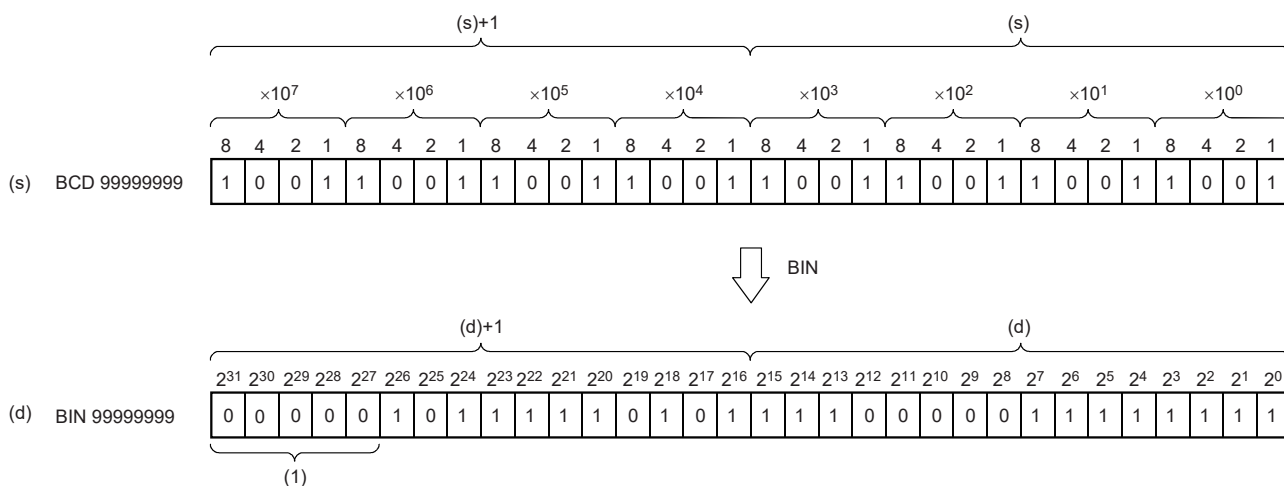 (s)+1 (s)
×10⁷ ×10⁶ ×10⁵ ×10⁴ ×10³ ×10² ×10¹ ×10⁰
8 4 2 1 8 4 2 1 8 4 2 1 8 4 2 1 8 4 2 1 8 4 2 1 8 4 2 1 8 4 2 1
(s) BCD 99999999 1 0 0 1 1 0 0 1 1 0 0 1 1 0 0 1 1 0 0 1 1 0 0 1 1 0 0 1 1 0 0 1
BIN
(d)+1 (d)
2³¹ 2³⁰ 2²⁹ 2²⁸ 2²⁷ 2²⁶ 2²⁵ 2²⁴ 2²³ 2²² 2²¹ 2²⁰ 2¹⁹ 2¹⁸ 2¹⁷ 2¹⁶ 2¹⁵ 2¹⁴ 2¹³ 2¹² 2¹¹ 2¹⁰ 2⁹ 2⁸ 2⁷ 2⁶ 2⁵ 2⁴ 2³ 2² 2¹ 2⁰
(d) BIN 99999999 0 0 0 0 0 1 0 1 1 1 1 1 0 1 0 1 1 1 1 0 0 0 0 0 1 1 1 1 1 1 1 1
(1)